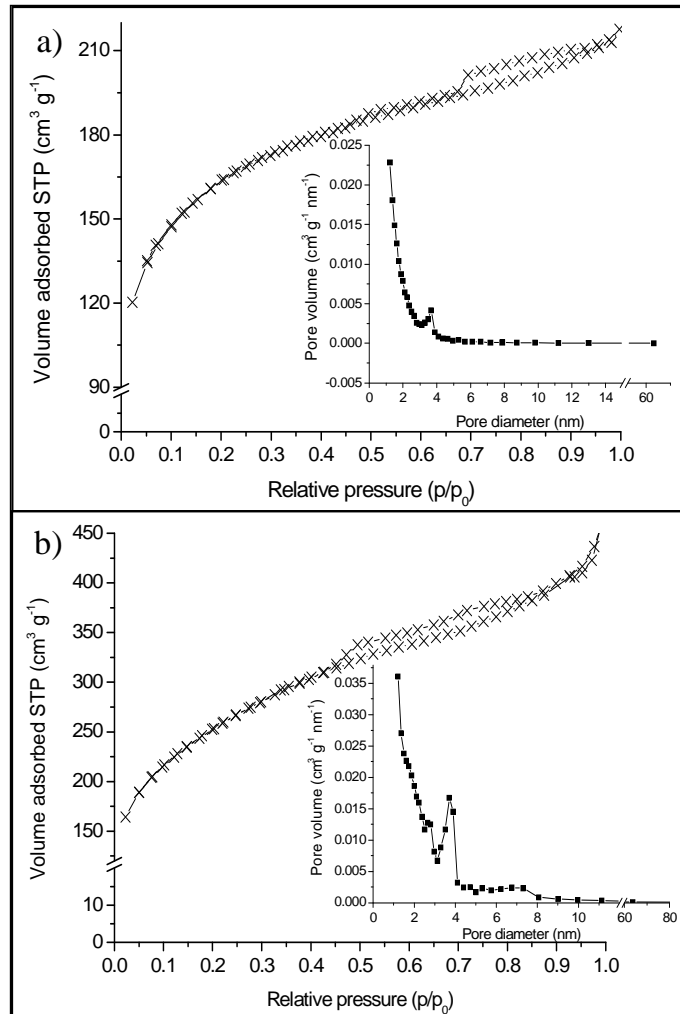 a)
Volume adsorbed STP (cm³ g⁻¹)
210
180
150
120
90
0
0.0 0.1 0.2 0.3 0.4 0.5 0.6 0.7 0.8 0.9 1.0
Relative pressure (p/p₀)
Pore volume (cm³ g⁻¹ nm⁻¹)
0.025
0.020
0.015
0.010
0.005
0.000
-0.005
0 2 4 6 8 10 12 14 60
Pore diameter (nm)
b)
Volume adsorbed STP (cm³ g⁻¹)
450
400
350
300
250
200
150
10
0
0.0 0.1 0.2 0.3 0.4 0.5 0.6 0.7 0.8 0.9 1.0
Relative pressure (p/p₀)
Pore volume (cm³ g⁻¹ nm⁻¹)
0.035
0.030
0.025
0.020
0.015
0.010
0.005
0.000
0 2 4 6 8 10 60 80
Pore diameter (nm)